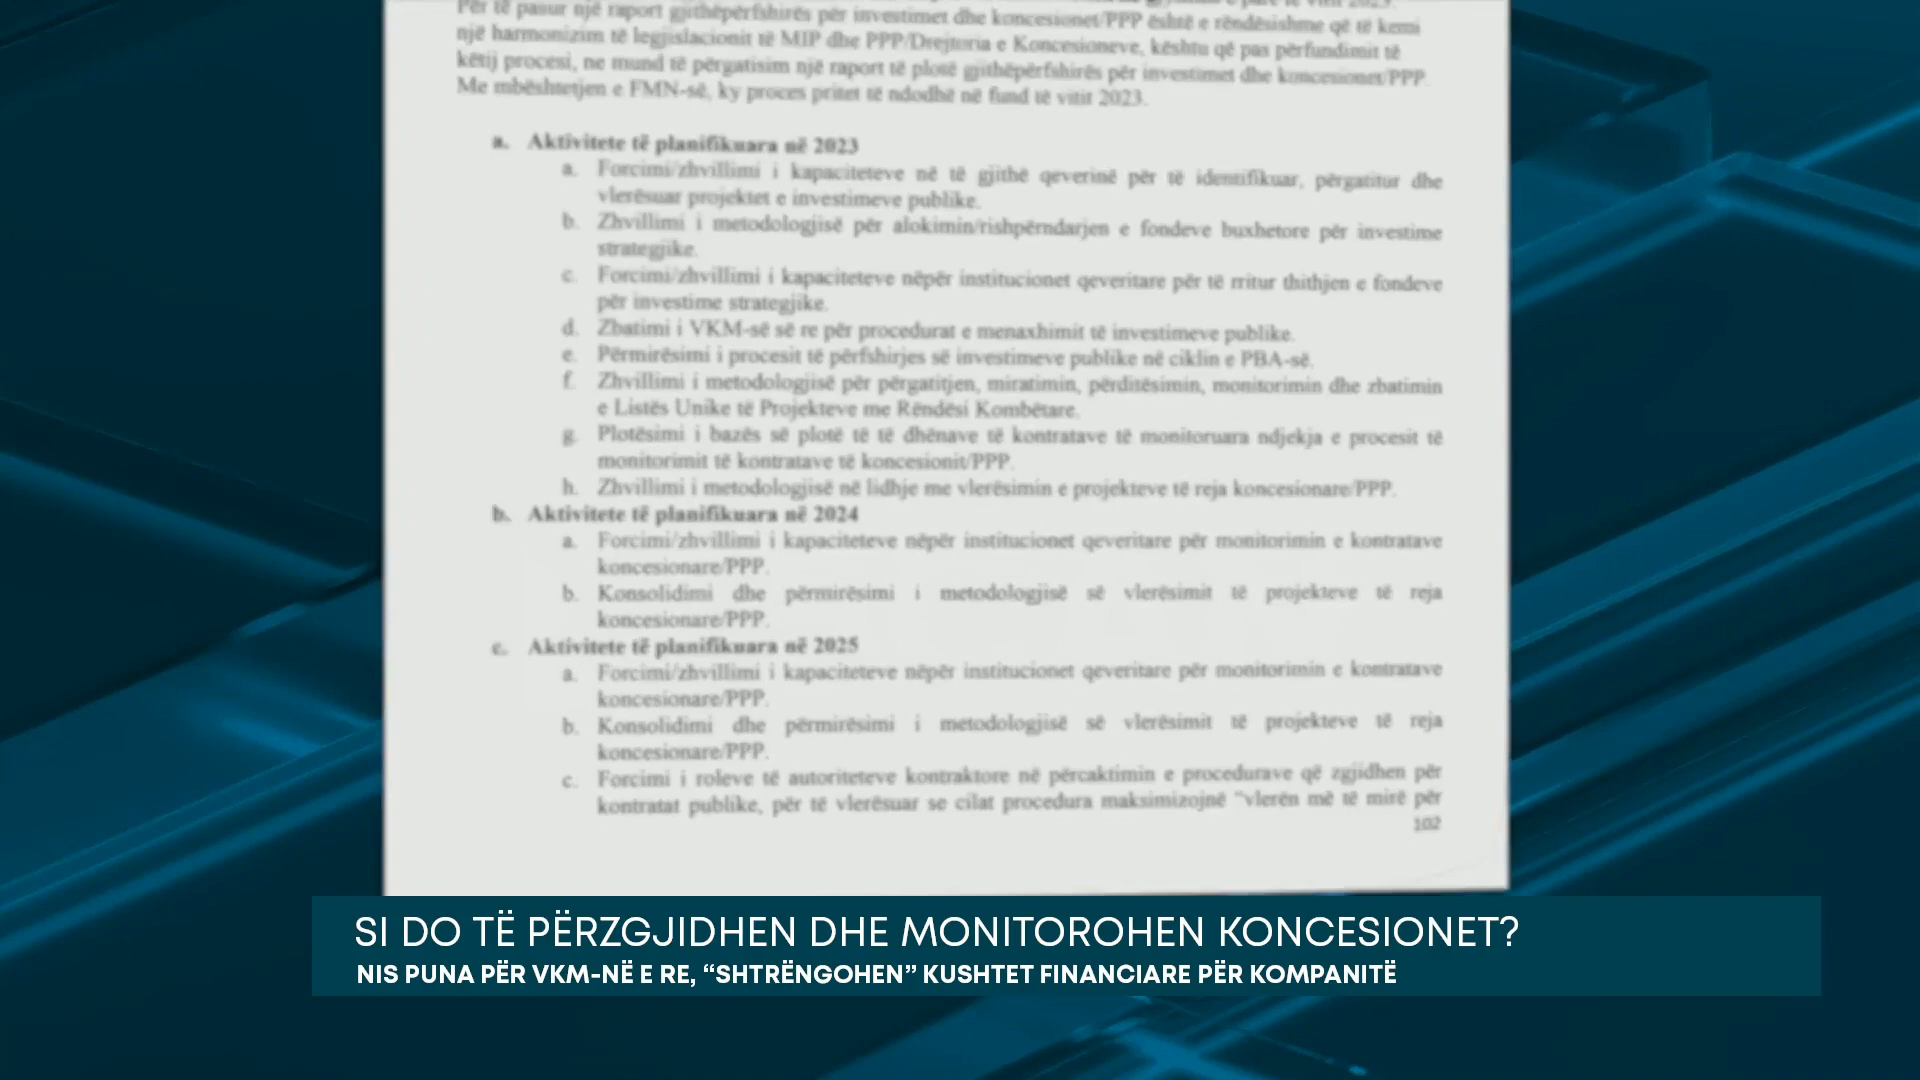 Për të pasur një raport gjithëpërfshirës për investimet dhe koncesionet/PPP është e rëndësishme që të kemi
një harmonizim të legjislacionit të MIP dhe PPP/Drejtoria e Koncesioneve, kështu që pas përfundimit të
këtij procesi, ne mund të përgatisim një raport të plotë gjithëpërfshirës për investimet dhe koncesionet/PPP.
Me mbështetjen e FMN-së, ky proces pritet të ndodhë në fund të vitit 2023.
a. Aktivitete të planifikuara në 2023
a. Forcimi/zhvillimi i kapaciteteve në të gjithë qeverinë për të identifikuar, përgatitur dhe
vlerësuar projektet e investimeve publike.
b. Zhvillimi i metodologjisë për alokimin/rishpërndarjen e fondeve buxhetore për investime
strategjike.
c. Forcimi/zhvillimi i kapaciteteve nëpër institucionet qeveritare për të rritur thithjen e fondeve
për investime strategjike.
d. Zbatimi i VKM-së së re për procedurat e menaxhimit të investimeve publike.
e. Përmirësimi i procesit të përfshirjes së investimeve publike në ciklin e PBA-së.
f. Zhvillimi i metodologjisë për përgatitjen, miratimin, përditësimin, monitorimin dhe zbatimin
e Listës Unike të Projekteve me Rëndësi Kombëtare.
g. Plotësimi i bazës së plotë të të dhënave të kontratave të monitoruara ndjekja e procesit të
monitorimit të kontratave të koncesionit/PPP.
h. Zhvillimi i metodologjisë në lidhje me vlerësimin e projekteve të reja koncesionare/PPP.
b. Aktivitete të planifikuara në 2024
a. Forcimi/zhvillimi i kapaciteteve nëpër institucionet qeveritare për monitorimin e kontratave
koncesionare/PPP.
b. Konsolidimi dhe përmirësimi i metodologjisë së vlerësimit të projekteve të reja
koncesionare/PPP.
c. Aktivitete të planifikuara në 2025
a. Forcimi/zhvillimi i kapaciteteve nëpër institucionet qeveritare për monitorimin e kontratave
koncesionare/PPP.
b. Konsolidimi dhe përmirësimi i metodologjisë së vlerësimit të projekteve të reja
koncesionare/PPP.
c. Forcimi i roleve të autoriteteve kontraktore në përcaktimin e procedurave që zgjidhen për
kontratat publike, për të vlerësuar se cilat procedura maksimizojnë “vlerën më të mirë për
102
SI DO TË PËRZGJIDHEN DHE MONITOROHEN KONCESIONET?
NIS PUNA PËR VKM-NË E RE, “SHTRËNGOHEN” KUSHTET FINANCIARE PËR KOMPANITË